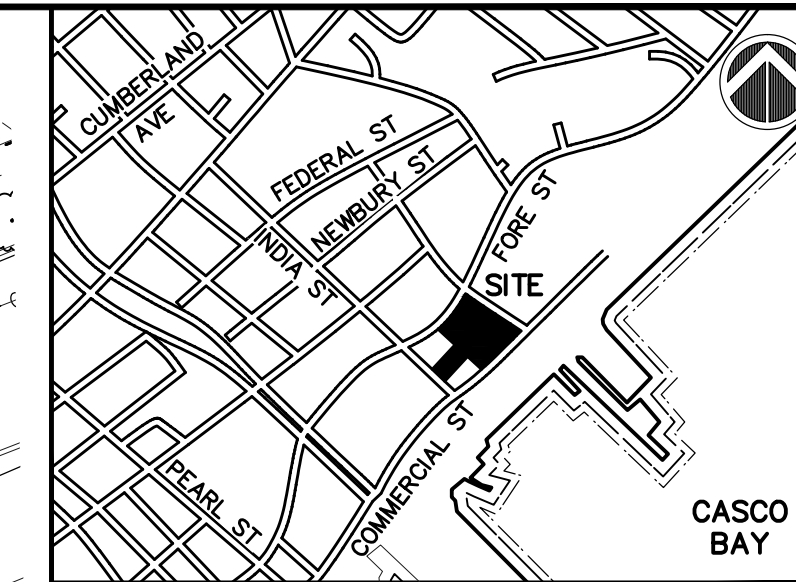 CUMBERLAND
AVE
FEDERAL ST
NEWBURY ST
INDIA ST
FORE ST
SITE
PEARL ST
COMMERCIAL ST
CASCO
BAY